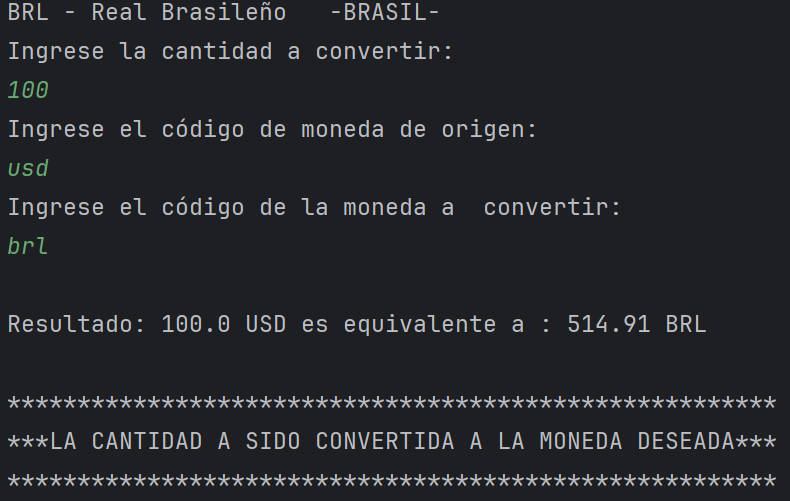 BRL - Real Brasileño   -BRASIL-
Ingrese la cantidad a convertir:
100
Ingrese el código de moneda de origen:
usd
Ingrese el código de la moneda a  convertir:
brl
Resultado: 100.0 USD es equivalente a : 514.91 BRL
*******************************************************
***LA CANTIDAD A SIDO CONVERTIDA A LA MONEDA DESEADA***
*******************************************************